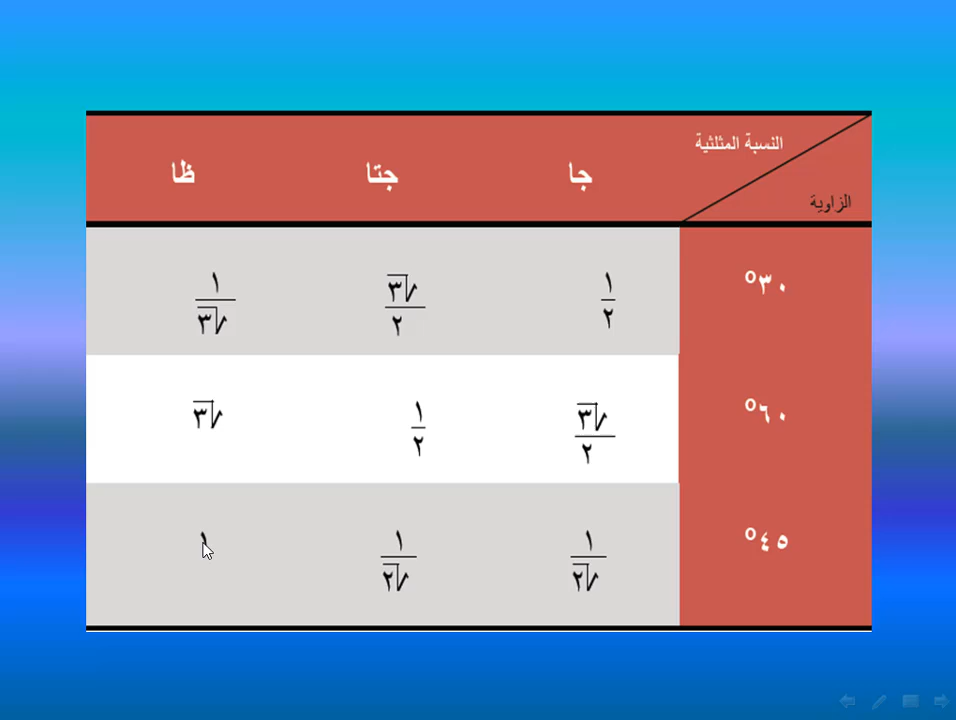 النسبة المثلثية
الزاوية
جا جتا ظا
٣٠° ١/٢ √٣/٢ ١/√٣
٦٠° √٣/٢ ١/٢ √٣
٤٥° ١/√٢ ١/√٢ ١